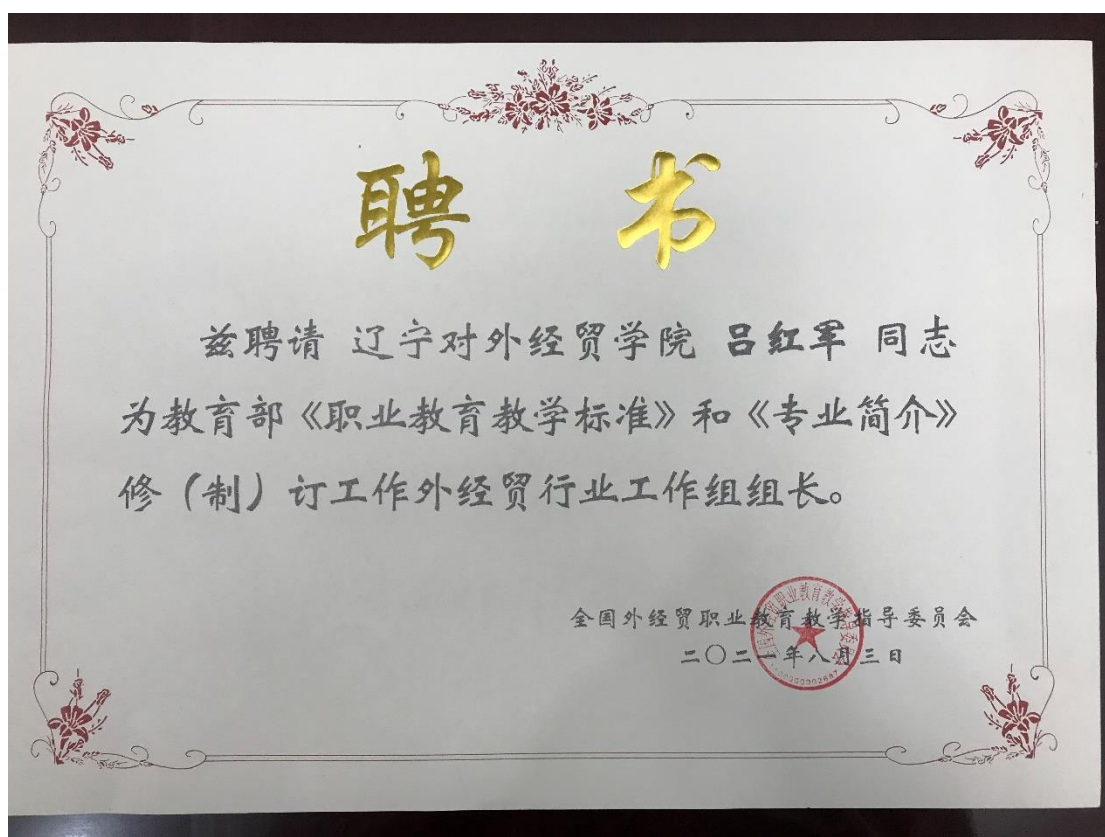 聘 书
兹聘请 辽宁对外经贸学院 吕红军 同志
为教育部《职业教育教学标准》和《专业简介》
修（制）订工作外经贸行业工作组组长。
全国外经贸职业教育教学指导委员会
二〇二一年八月三日